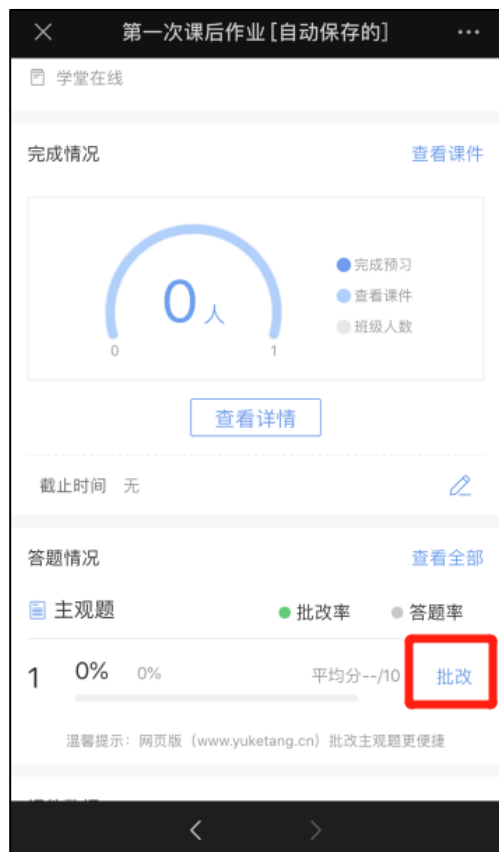 第一次课后作业[自动保存的]
学堂在线
完成情况 查看课件
0人
0 1
完成预习
查看课件
班级人数
查看详情
截止时间 无
答题情况 查看全部
主观题 批改率 答题率
1 0% 0% 平均分--/10 批改
温馨提示：网页版（www.yuketang.cn）批改主观题更便捷